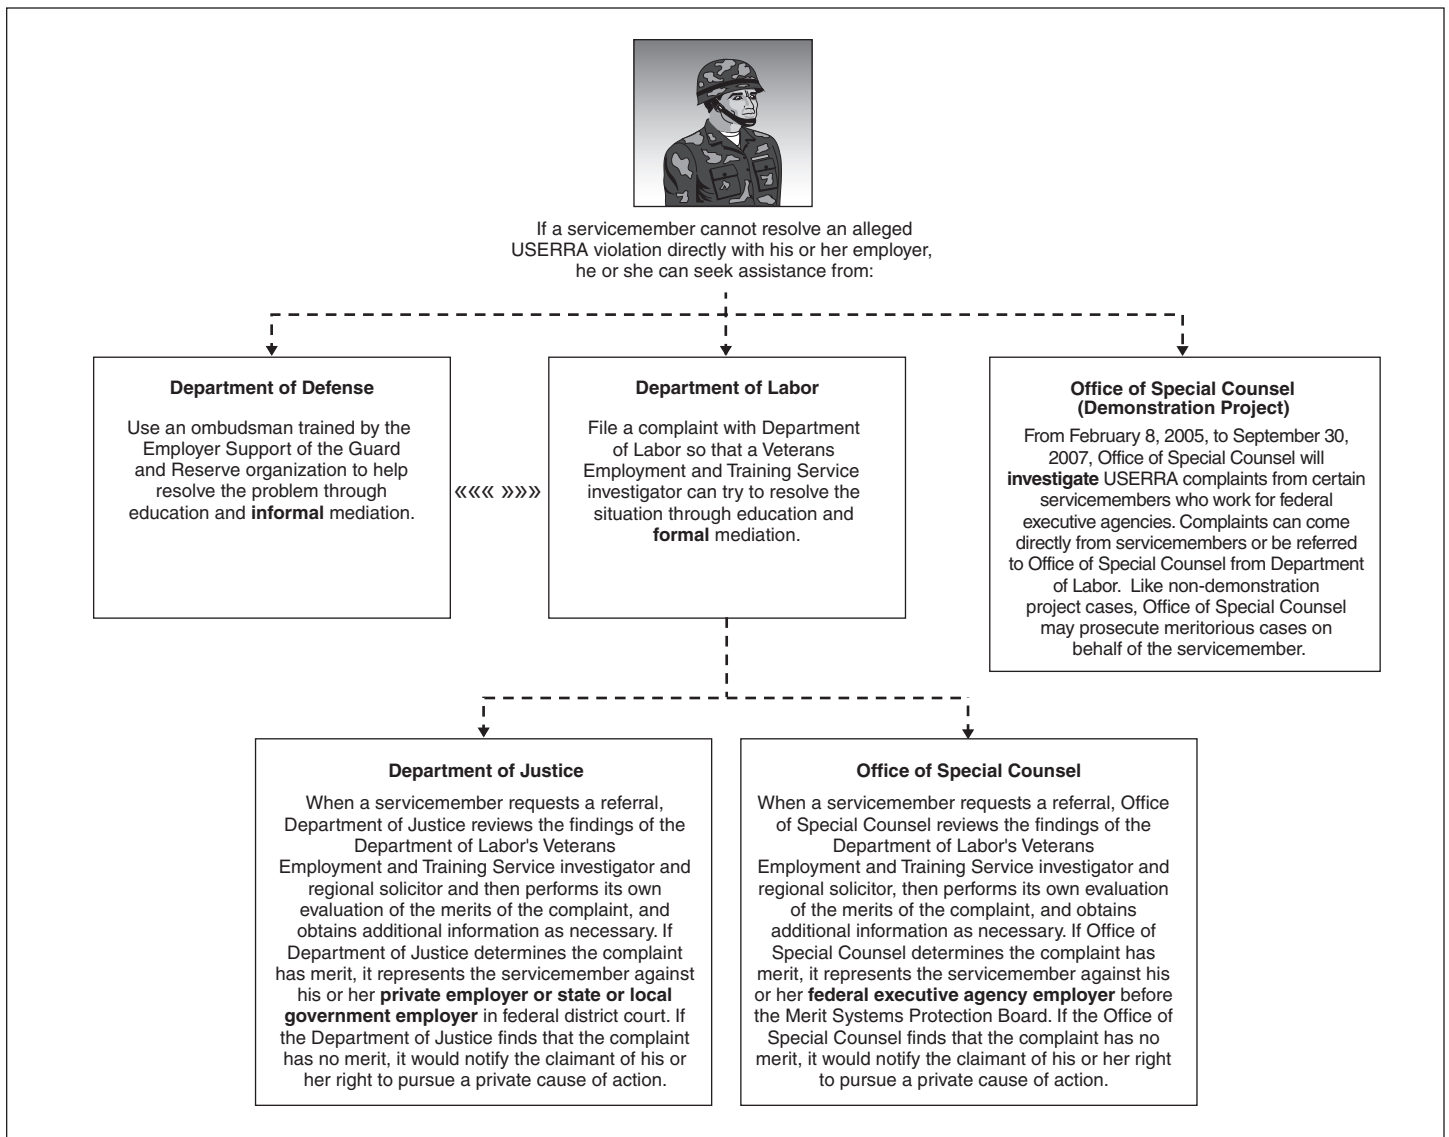 If a servicemember cannot resolve an alleged
USERRA violation directly with his or her employer,
he or she can seek assistance from:
Department of Defense
Use an ombudsman trained by the
Employer Support of the Guard
and Reserve organization to help
resolve the problem through
education and informal mediation.
««« »»»
Department of Labor
File a complaint with Department
of Labor so that a Veterans
Employment and Training Service
investigator can try to resolve the
situation through education and
formal mediation.
Office of Special Counsel
(Demonstration Project)
From February 8, 2005, to September 30,
2007, Office of Special Counsel will
investigate USERRA complaints from certain
servicemembers who work for federal
executive agencies. Complaints can come
directly from servicemembers or be referred
to Office of Special Counsel from Department
of Labor. Like non-demonstration
project cases, Office of Special Counsel
may prosecute meritorious cases on
behalf of the servicemember.
Department of Justice
When a servicemember requests a referral,
Department of Justice reviews the findings of the
Department of Labor's Veterans
Employment and Training Service investigator and
regional solicitor and then performs its own
evaluation of the merits of the complaint, and
obtains additional information as necessary. If
Department of Justice determines the complaint
has merit, it represents the servicemember against
his or her private employer or state or local
government employer in federal district court. If
the Department of Justice finds that the complaint
has no merit, it would notify the claimant of his or
her right to pursue a private cause of action.
Office of Special Counsel
When a servicemember requests a referral, Office
of Special Counsel reviews the findings of the
Department of Labor's Veterans
Employment and Training Service investigator and
regional solicitor, then performs its own evaluation
of the merits of the complaint, and obtains
additional information as necessary. If Office of
Special Counsel determines the complaint has
merit, it represents the servicemember against his
or her federal executive agency employer before
the Merit Systems Protection Board. If the Office of
Special Counsel finds that the complaint has no
merit, it would notify the claimant of his or her right
to pursue a private cause of action.